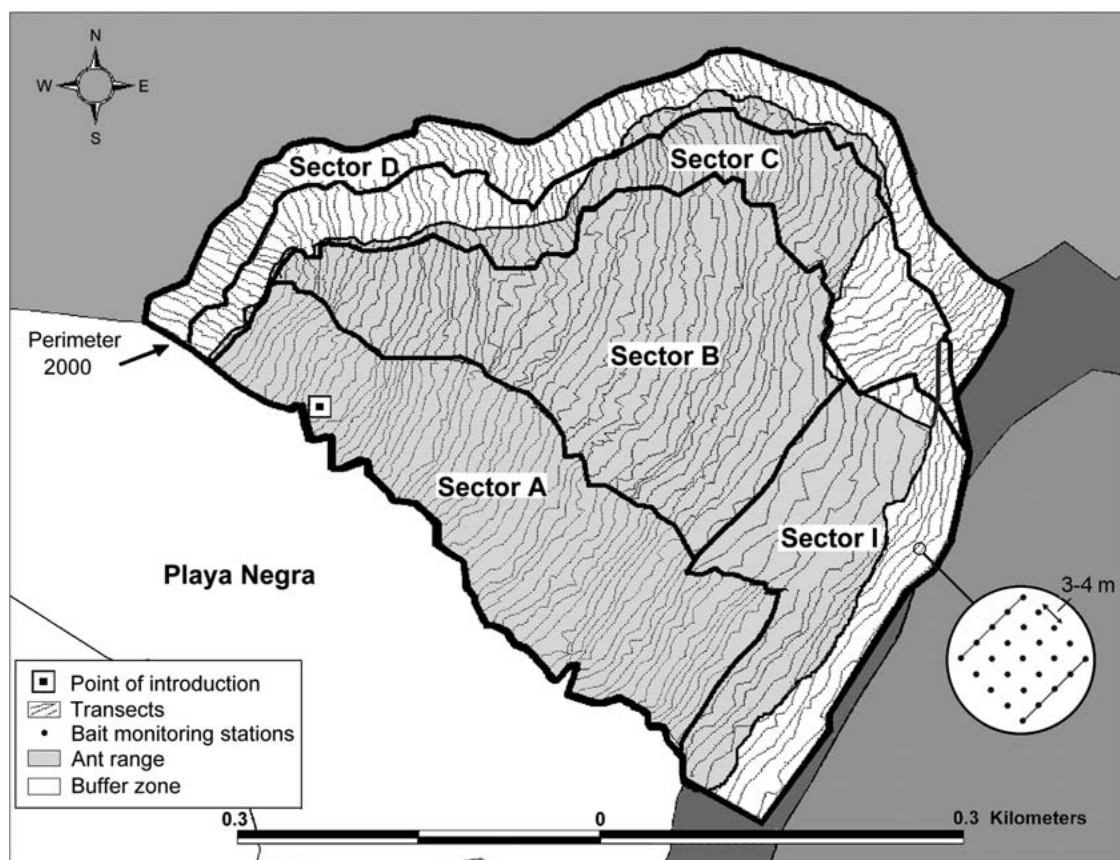 N
W E
S
Sector D
Sector C
Perimeter
2000
Sector B
Sector A
Sector I
Playa Negra
3-4 m
Point of introduction
Transects
Bait monitoring stations
Ant range
Buffer zone
0.3 0 0.3 Kilometers